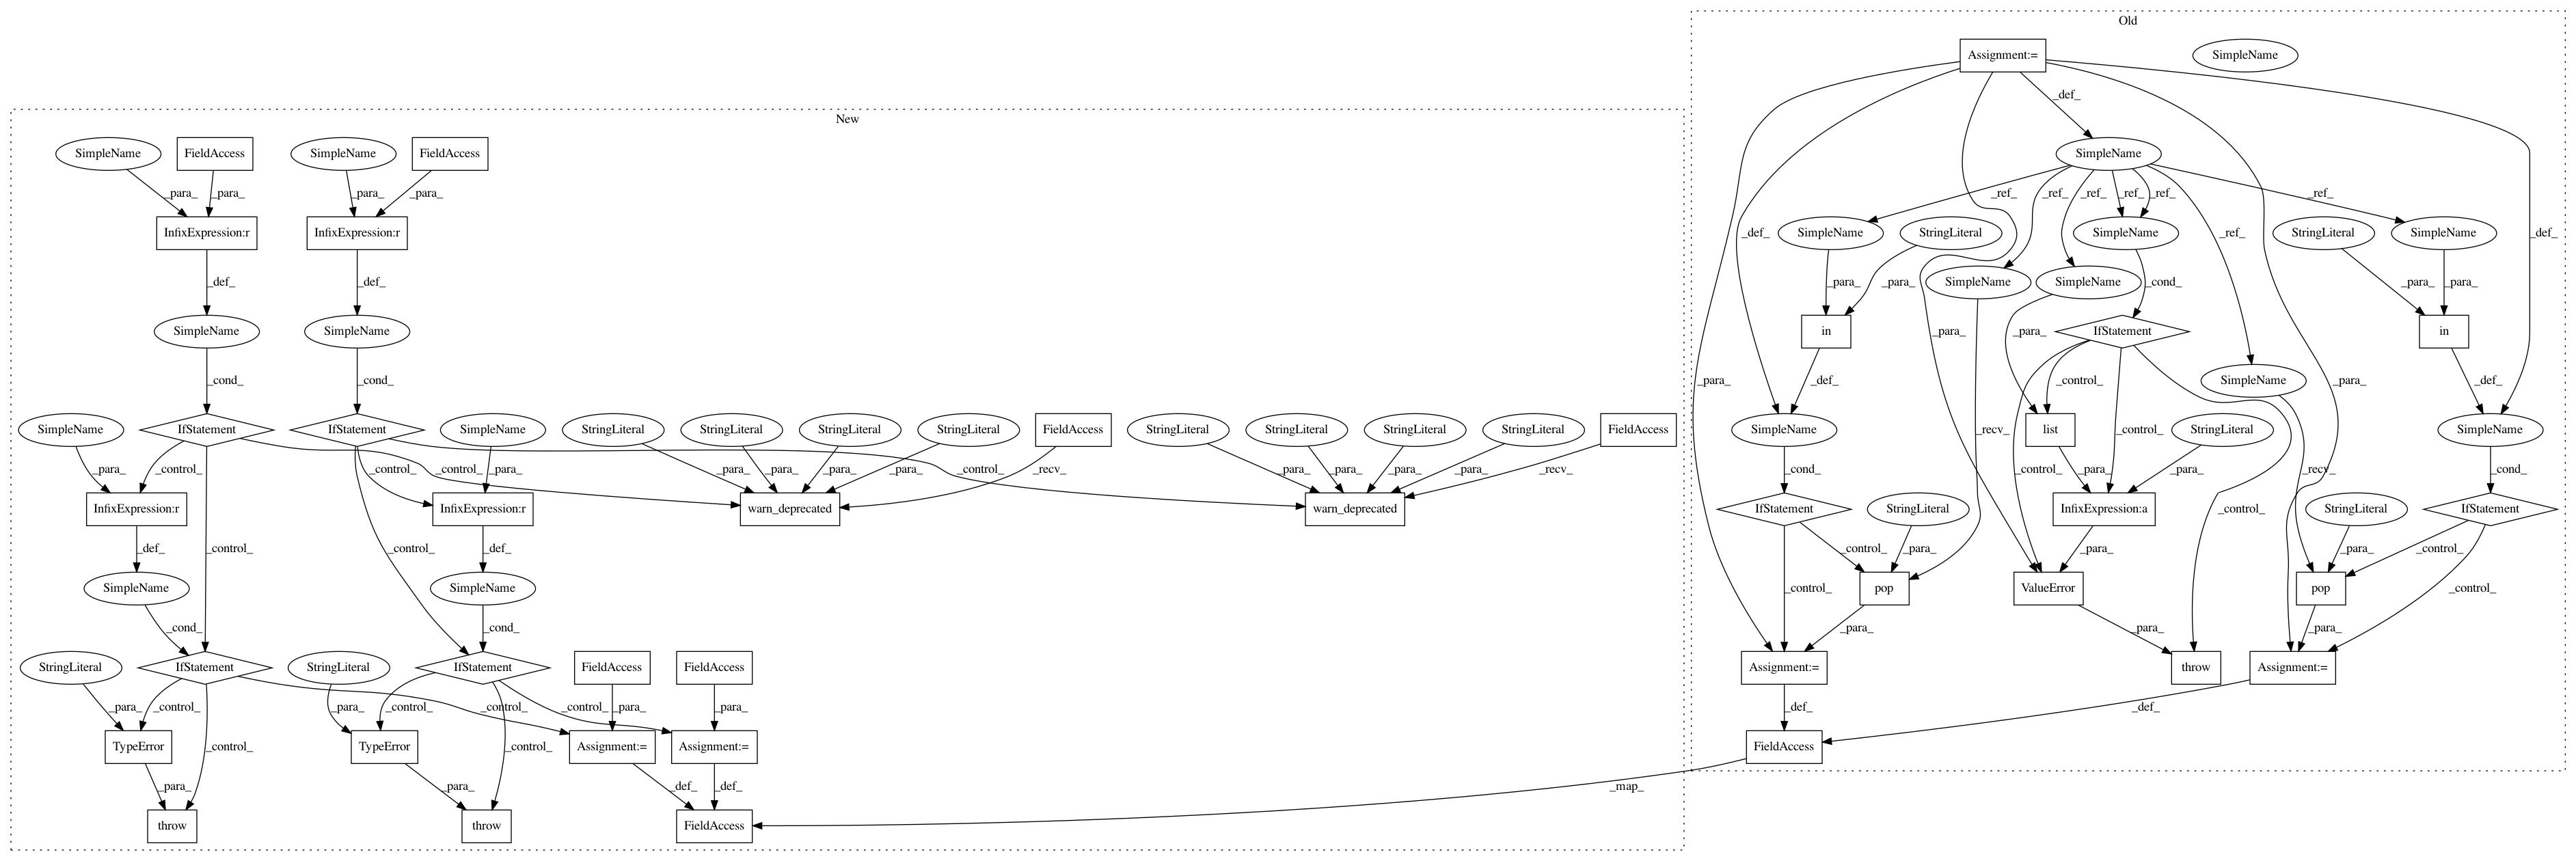 Old
Assignment:=
SimpleName
_def_
New
SimpleName
FieldAccess
SimpleName
FieldAccess
SimpleName
_para_
_para_
_para_
_para_
_ref_
_ref_
_ref_
_ref_
_ref_
_ref_
InfixExpression:r
InfixExpression:r
_def_
SimpleName
StringLiteral
SimpleName
_ref_
StringLiteral
SimpleName
_def_
_def_
_def_
_para_
_para_
SimpleName
SimpleName
_cond_
_para_
_para_
SimpleName
SimpleName
in
_para_
_para_
IfStatement
in
_cond_
_cond_
_para_
_def_
_control_
SimpleName
_para_
_def_
SimpleName
IfStatement
IfStatement
SimpleName
StringLiteral
StringLiteral
StringLiteral
StringLiteral
FieldAccess
StringLiteral
StringLiteral
StringLiteral
StringLiteral
FieldAccess
SimpleName
list
StringLiteral
SimpleName
_para_
_control_
_control_
_control_
_para_
_para_
_para_
_para_
_para_
_recv_
_control_
_para_
_para_
_para_
_para_
_recv_
_cond_
_recv_
_control_
_para_
_control_
_para_
_recv_
_cond_
InfixExpression:r
InfixExpression:r
warn_deprecated
warn_deprecated
IfStatement
StringLiteral
InfixExpression:a
StringLiteral
IfStatement
_def_
_control_
_control_
_def_
_control_
_para_
_para_
_control_
_para_
_control_
SimpleName
SimpleName
pop
ValueError
pop
_control_
_control_
_cond_
_cond_
_para_
_para_
_para_
StringLiteral
IfStatement
StringLiteral
IfStatement
FieldAccess
FieldAccess
Assignment:=
throw
Assignment:=
_para_
_control_
_control_
_para_
_control_
_control_
_para_
_para_
_def_
_def_
TypeError
_control_
TypeError
_control_
Assignment:=
Assignment:=
FieldAccess
_para_
_para_
_def_
_def_
_map_
throw
throw
FieldAccess